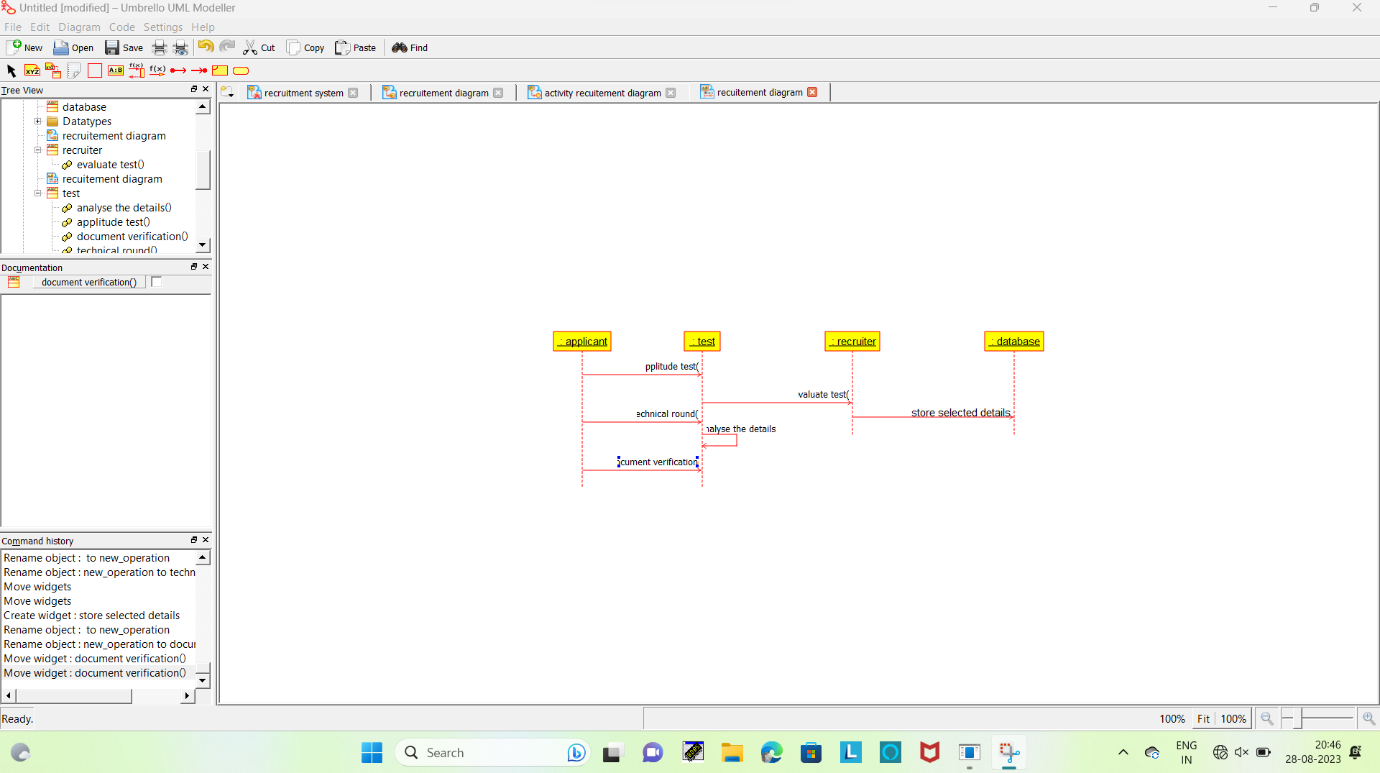 Untitled [modified] – Umbrello UML Modeller
File Edit Diagram Code Settings Help
New Open Save Cut Copy Paste Find
XYZ A:B f(x) f(x)
Tree View
recruitment system recruitement diagram activity recuitement diagram recuitement diagram
database
Datatypes
recruitement diagram
recruiter
evaluate test()
recuitement diagram
test
analyse the details()
applitude test()
document verification()
technical round()
Documentation
document verification()
: applicant : test : recruiter : database
pplitude test(
valuate test(
echnical round( store selected details
nalyse the details
cument verification
Command history
Rename object : to new_operation
Rename object : new_operation to techn
Move widgets
Move widgets
Create widget : store selected details
Rename object : to new_operation
Rename object : new_operation to docu
Move widget : document verification()
Move widget : document verification()
Ready.
100% Fit 100%
Search
L
ENG
IN
20:46
28-08-2023